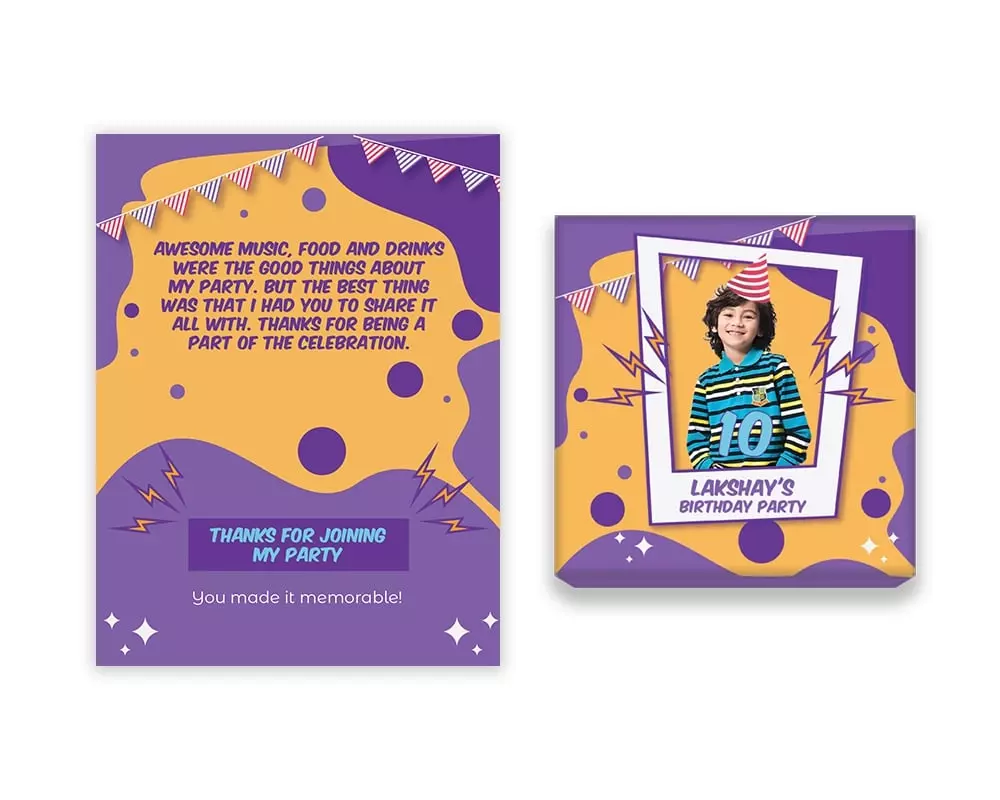 AWESOME MUSIC, FOOD AND DRINKS
WERE THE GOOD THINGS ABOUT
MY PARTY. BUT THE BEST THING
WAS THAT I HAD YOU TO SHARE IT
ALL WITH. THANKS FOR BEING A
PART OF THE CELEBRATION.
THANKS FOR JOINING
MY PARTY
You made it memorable!
10
LAKSHAY'S
BIRTHDAY PARTY